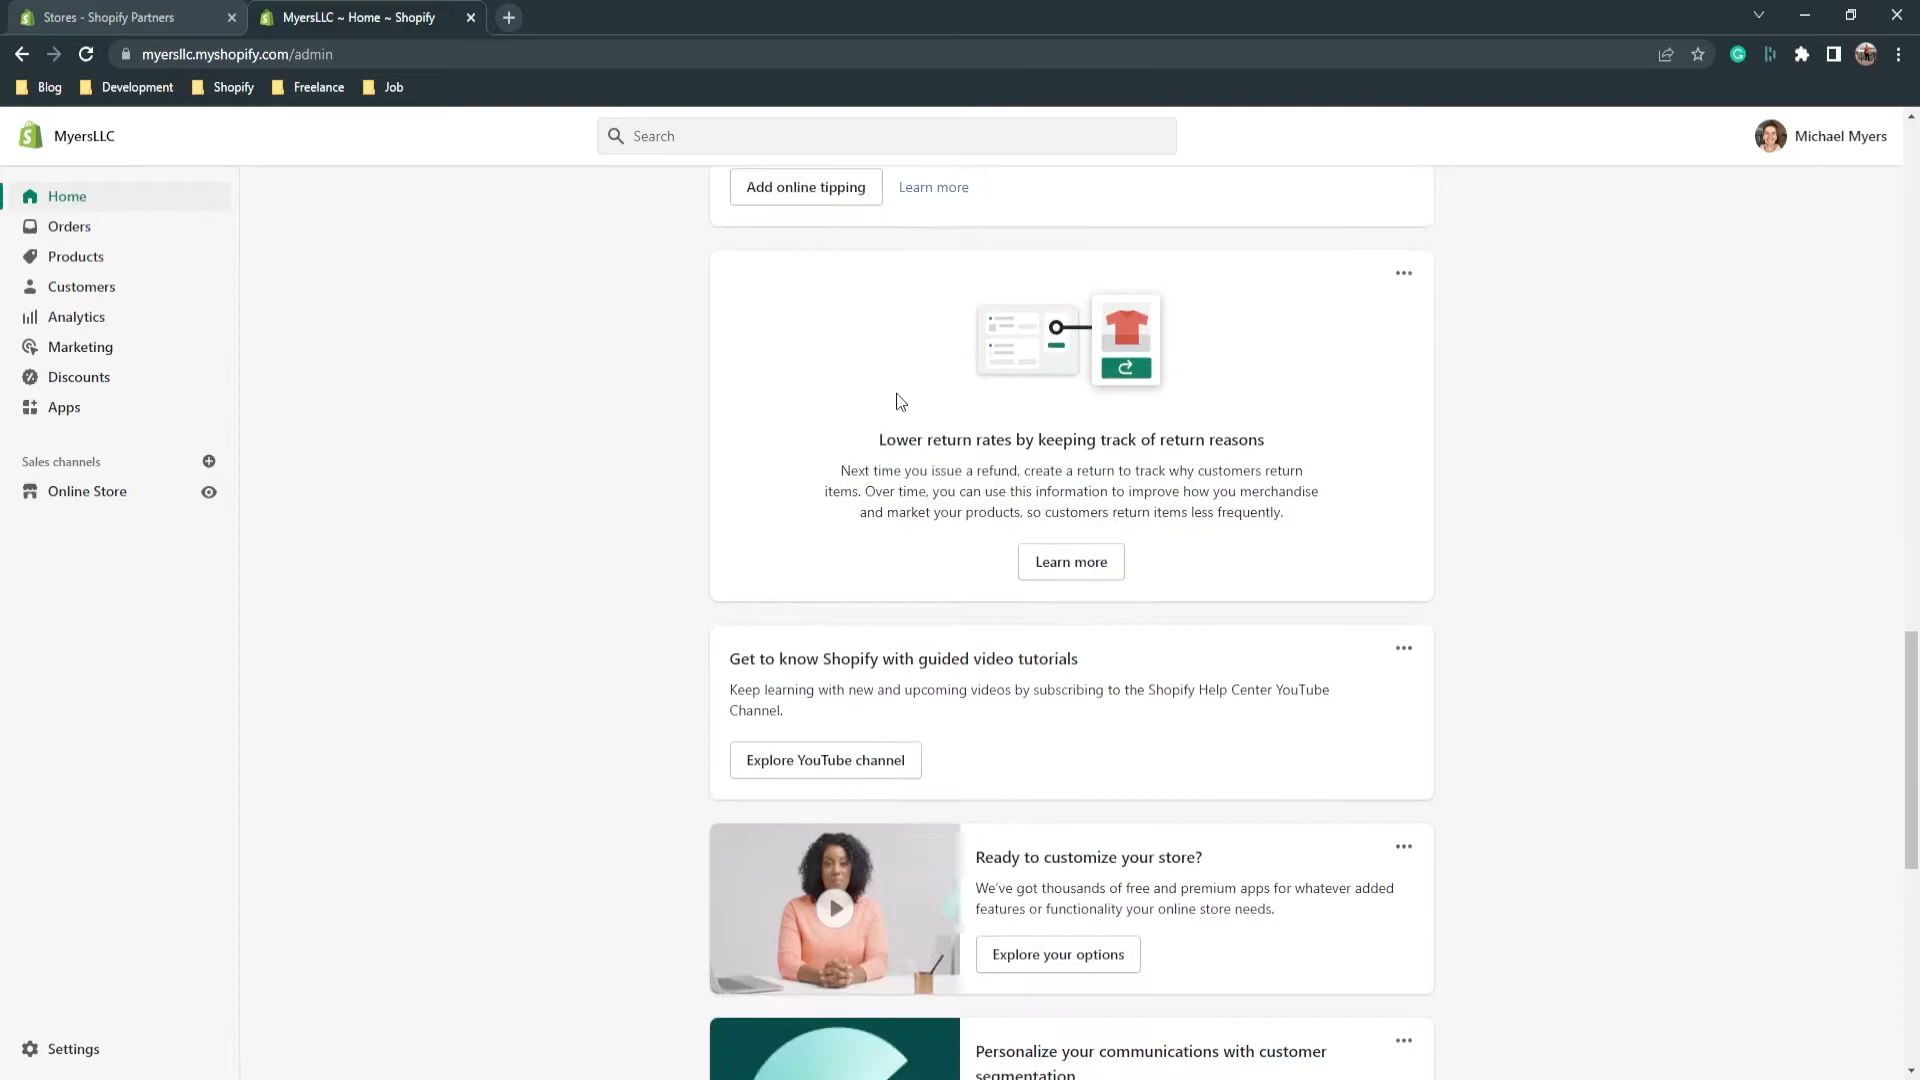 Stores - Shopify Partners
MyersLLC ~ Home ~ Shopify
myersllc.myshopify.com/admin
Blog
Development
Shopify
Freelance
Job
MyersLLC
Search
Michael Myers
Home
Orders
Products
Customers
Analytics
Marketing
Discounts
Apps
Sales channels
Online Store
Settings
Add online tipping
Learn more
Lower return rates by keeping track of return reasons
Next time you issue a refund, create a return to track why customers return
items. Over time, you can use this information to improve how you merchandise
and market your products, so customers return items less frequently.
Learn more
Get to know Shopify with guided video tutorials
Keep learning with new and upcoming videos by subscribing to the Shopify Help Center YouTube
Channel.
Explore YouTube channel
Ready to customize your store?
We've got thousands of free and premium apps for whatever added
features or functionality your online store needs.
Explore your options
Personalize your communications with customer
segmentation